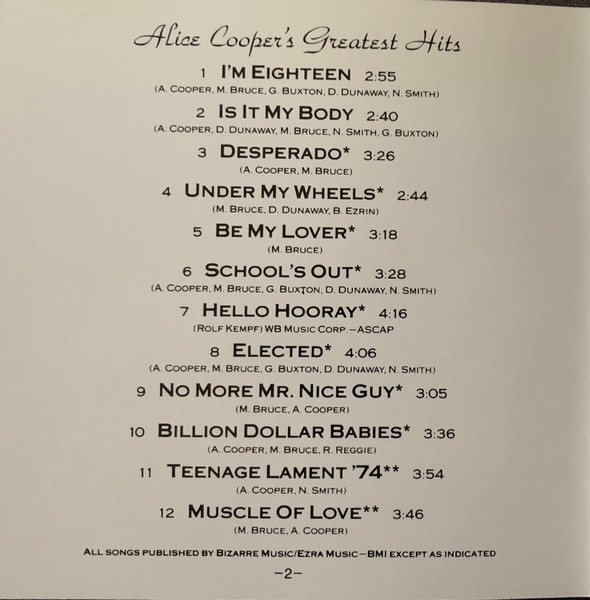 Alice Cooper's Greatest Hits
1 I'M EIGHTEEN 2:55
(A. COOPER, M. BRUCE, G. BUXTON, D. DUNAWAY, N. SMITH)
2 IS IT MY BODY 2:40
(A. COOPER, D. DUNAWAY, M. BRUCE, N. SMITH, G. BUXTON)
3 DESPERADO* 3:26
(A. COOPER, M. BRUCE)
4 UNDER MY WHEELS* 2:44
(M. BRUCE, D. DUNAWAY, B. EZRIN)
5 BE MY LOVER* 3:18
(M. BRUCE)
6 SCHOOL'S OUT* 3:28
(A. COOPER, M. BRUCE, G. BUXTON, D. DUNAWAY, N. SMITH)
7 HELLO HOORAY* 4:16
(ROLF KEMPF) WB MUSIC CORP.–ASCAP
8 ELECTED* 4:06
(A. COOPER, M. BRUCE, G. BUXTON, D. DUNAWAY, N. SMITH)
9 NO MORE MR. NICE GUY* 3:05
(M. BRUCE, A. COOPER)
10 BILLION DOLLAR BABIES* 3:36
(A. COOPER, M. BRUCE, R. REGGIE)
11 TEENAGE LAMENT '74** 3:54
(A. COOPER, N. SMITH)
12 MUSCLE OF LOVE** 3:46
(M. BRUCE, A. COOPER)
ALL SONGS PUBLISHED BY BIZARRE MUSIC/EZRA MUSIC–BMI EXCEPT AS INDICATED
–2–